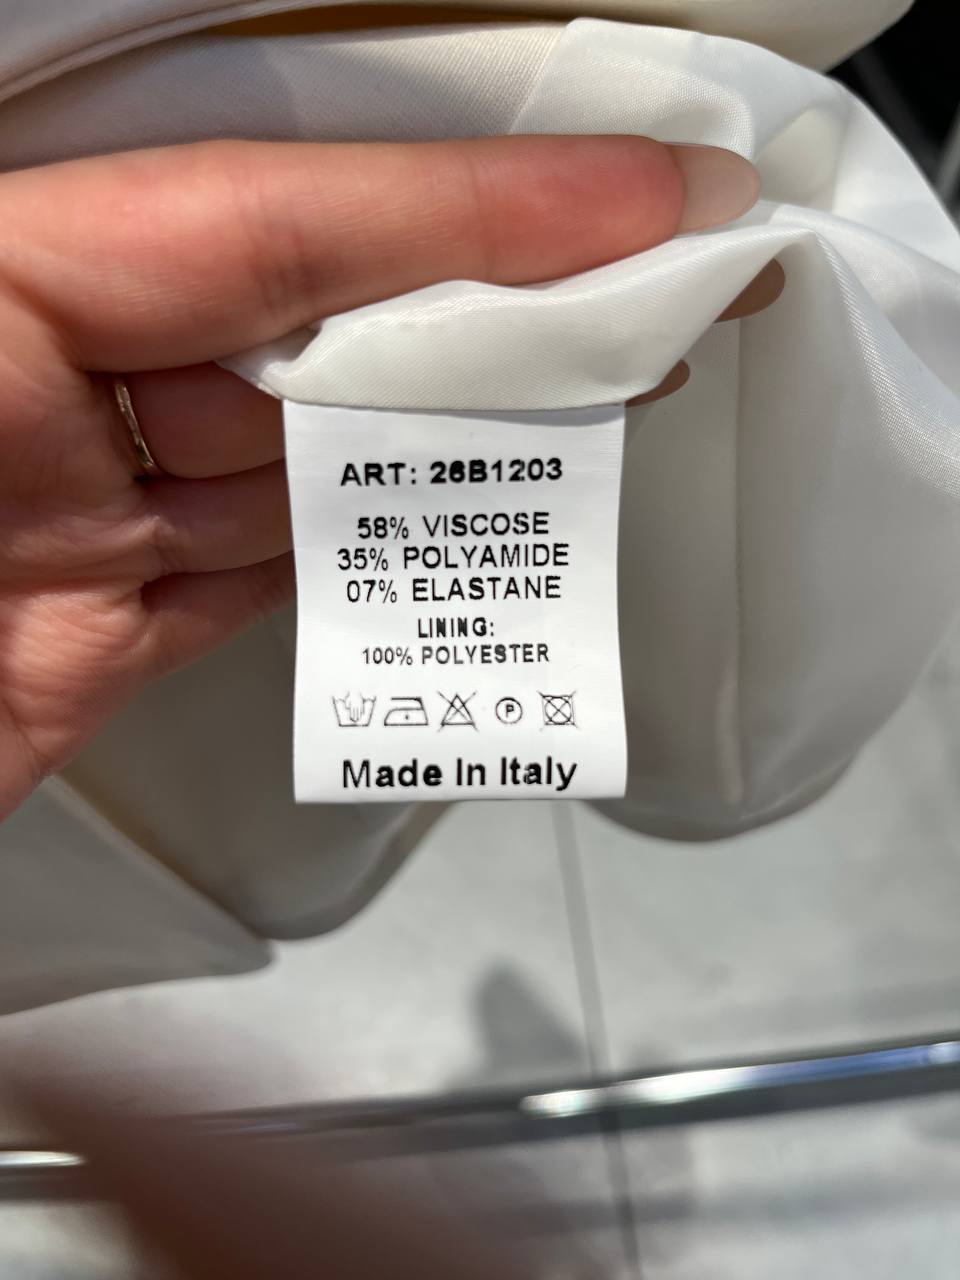 ART: 26B1203
58% VISCOSE
35% POLYAMIDE
07% ELASTANE
LINING:
100% POLYESTER
P
Made In Italy